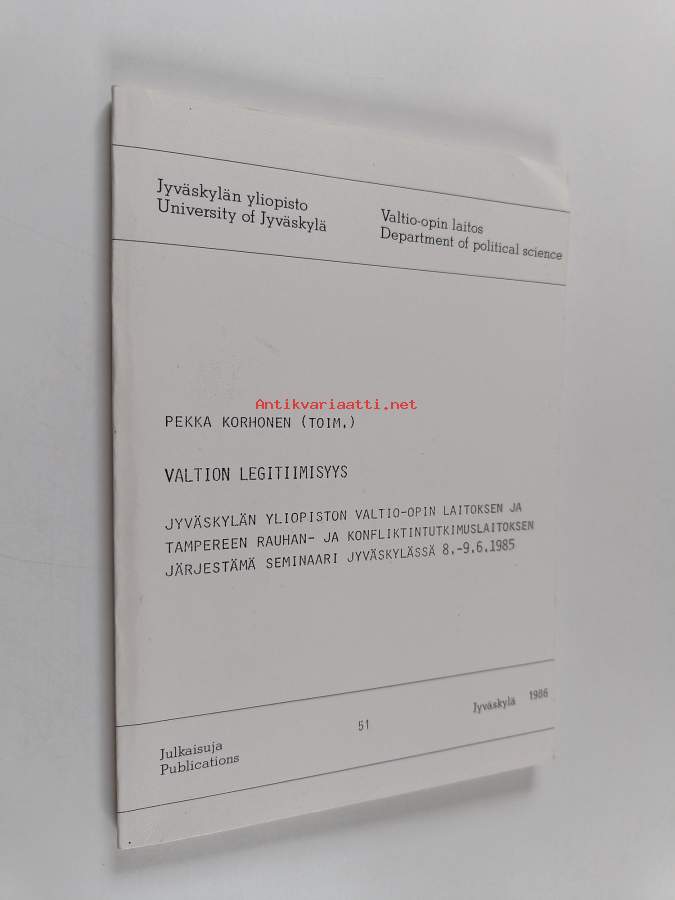 Jyväskylän yliopisto
University of Jyväskylä
Valtio-opin laitos
Department of political science
Antikvariaatti.net
PEKKA KORHONEN (TOIM.)
VALTION LEGITIIMISYYS
JYVÄSKYLÄN YLIOPISTON VALTIO-OPIN LAITOKSEN JA
TAMPEREEN RAUHAN- JA KONFLIKTINTUTKIMUSLAITOKSEN
JÄRJESTÄMÄ SEMINAARI JYVÄSKYLÄSSÄ 8.-9.6.1985
Julkaisuja
Publications
51
Jyväskylä 1986